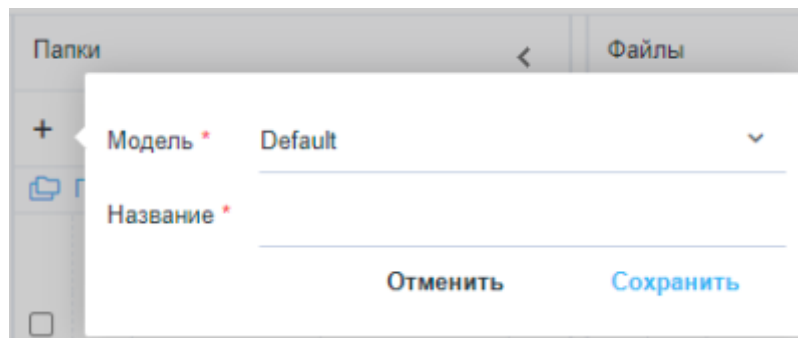 Папки < Файлы
+
Модель * Default
Название *
Отменить Сохранить